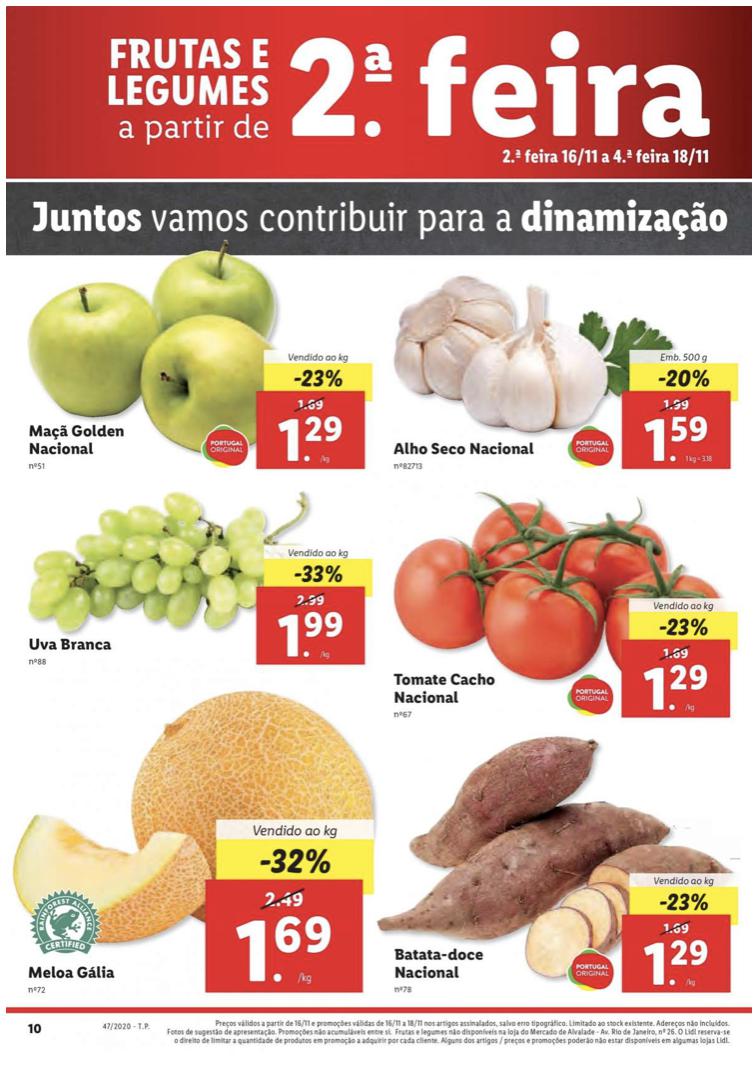 FRUTAS E
LEGUMES
a partir de
2.ª feira
2.ª feira 16/11 a 4.ª feira 18/11
Juntos vamos contribuir para a dinamização
Vendido ao kg
-23%
1.69
1.29
/kg
PORTUGAL
ORIGINAL
Maçã Golden
Nacional
nº51
Emb. 500 g
-20%
1.99
1.59
1 kg = 3.18
PORTUGAL
ORIGINAL
Alho Seco Nacional
nº82713
Vendido ao kg
-33%
2.99
1.99
/kg
Uva Branca
nº88
Vendido ao kg
-23%
1.69
1.29
/kg
PORTUGAL
ORIGINAL
Tomate Cacho
Nacional
nº67
Vendido ao kg
-32%
2.49
1.69
/kg
RAINFOREST ALLIANCE
CERTIFIED
Meloa Gália
nº72
Vendido ao kg
-23%
1.69
1.29
/kg
PORTUGAL
ORIGINAL
Batata-doce
Nacional
nº78
10
47/2020 - T.P.
Preços válidos a partir de 16/11 e promoções válidas de 16/11 a 18/11 nos artigos assinalados, salvo erro tipográfico. Limitado ao stock existente. Adereços não incluídos.
Fotos de sugestão de apresentação. Promoções não acumuláveis entre si. Frutas e legumes não disponíveis na loja do Mercado de Alvalade - Av. Rio de Janeiro, nº 26. O Lidl reserva-se
o direito de limitar a quantidade de produtos em promoção a adquirir por cada cliente. Alguns dos artigos / preços e promoções poderão não estar disponíveis em algumas lojas Lidl.